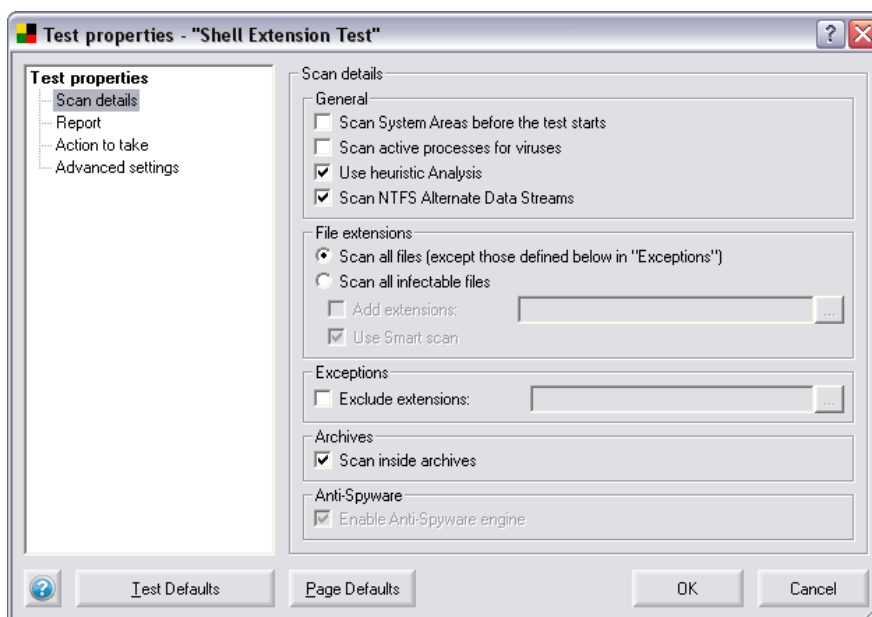 Test properties - "Shell Extension Test"
Test properties
Scan details
Report
Action to take
Advanced settings
Scan details
General
Scan System Areas before the test starts
Scan active processes for viruses
Use heuristic Analysis
Scan NTFS Alternate Data Streams
File extensions
Scan all files (except those defined below in "Exceptions")
Scan all infectable files
Add extensions: ...
Use Smart scan
Exceptions
Exclude extensions: ...
Archives
Scan inside archives
Anti-Spyware
Enable Anti-Spyware engine
Test Defaults Page Defaults OK Cancel